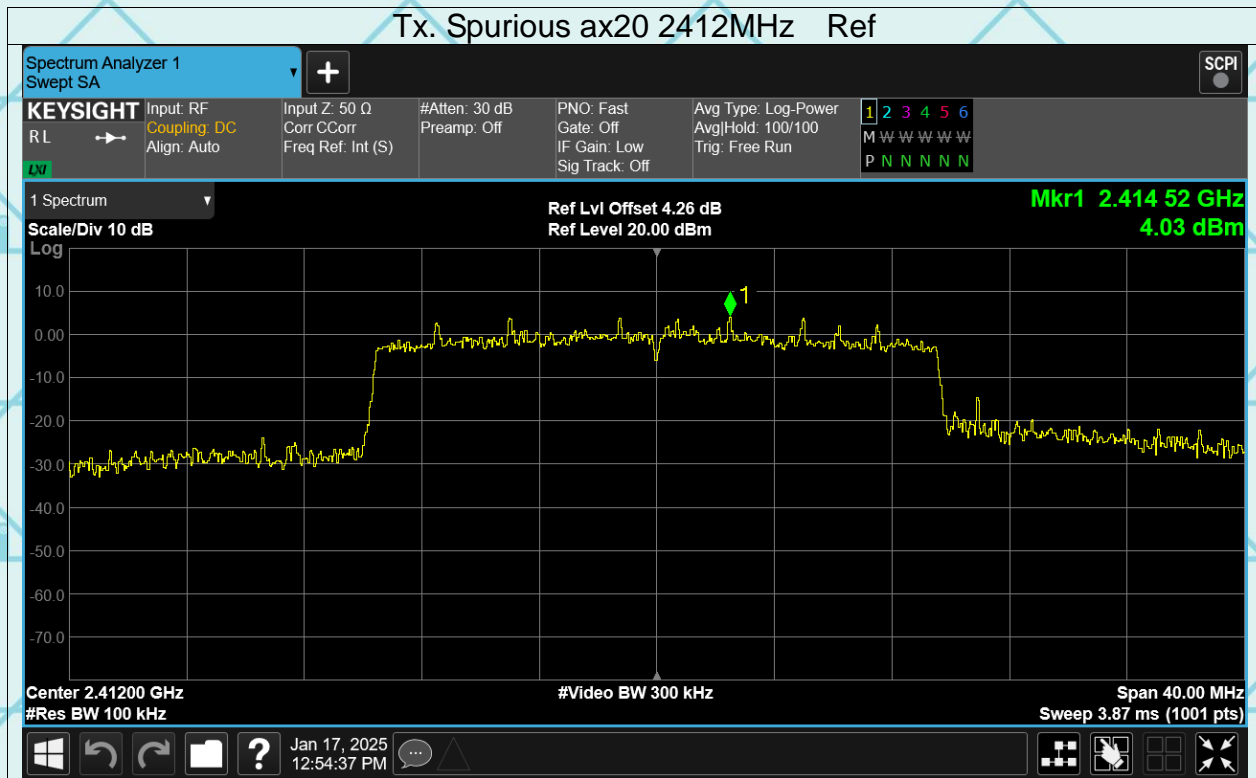 Tx. Spurious ax20 2412MHz Ref
Spectrum Analyzer 1
Swept SA
▼
+
SCPI
KEYSIGHT
RL
LXI
Input: RF
Coupling: DC
Align: Auto
Input Z: 50 Ω
Corr CCorr
Freq Ref: Int (S)
#Atten: 30 dB
Preamp: Off
PNO: Fast
Gate: Off
IF Gain: Low
Sig Track: Off
Avg Type: Log-Power
Avg|Hold: 100/100
Trig: Free Run
1 2 3 4 5 6
M W W W W W
P N N N N N
1 Spectrum ▼
Scale/Div 10 dB
Ref Lvl Offset 4.26 dB
Ref Level 20.00 dBm
Mkr1 2.414 52 GHz
4.03 dBm
Log
10.0
0.00
-10.0
-20.0
-30.0
-40.0
-50.0
-60.0
-70.0
1
Center 2.41200 GHz
#Res BW 100 kHz
#Video BW 300 kHz
Span 40.00 MHz
Sweep 3.87 ms (1001 pts)
?
Jan 17, 2025
12:54:37 PM